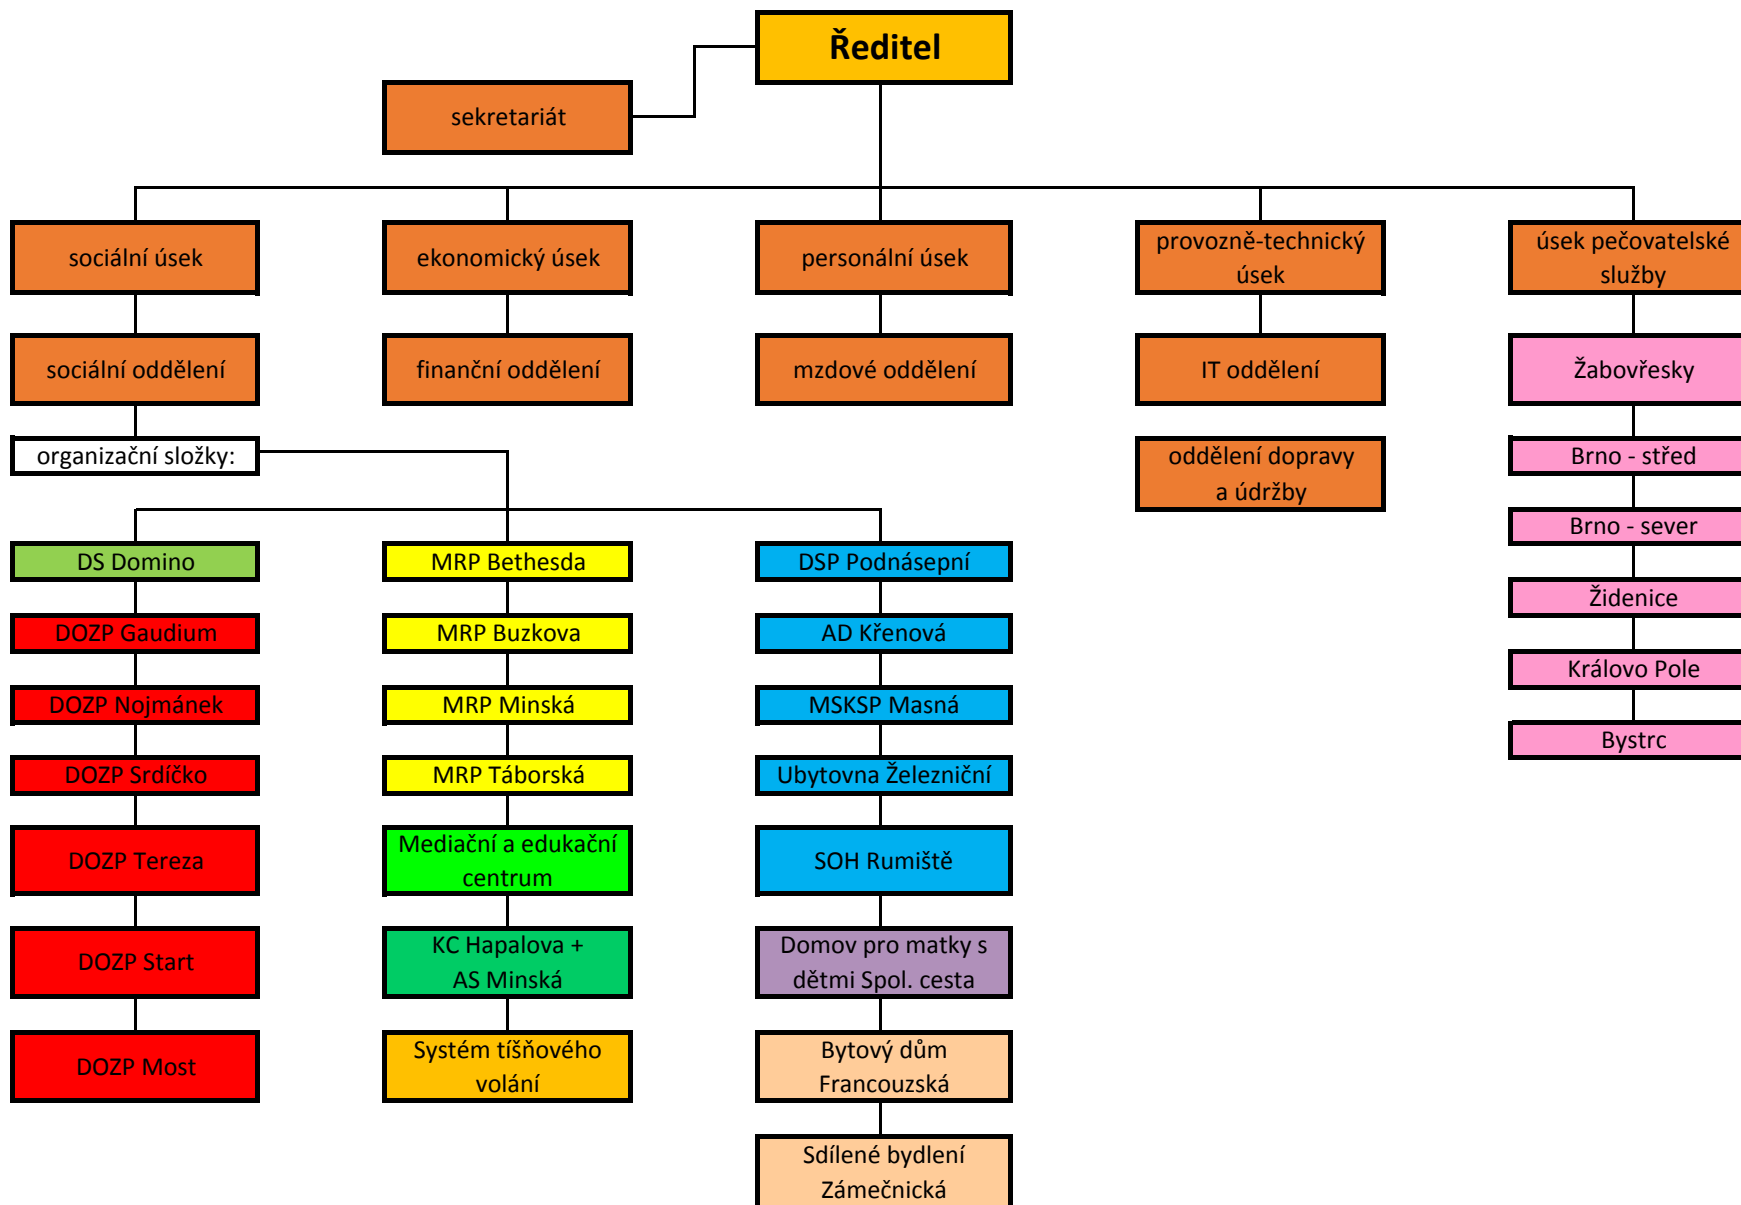 Ředitel
sekretariát
sociální úsek
ekonomický úsek
personální úsek
provozně-technický
úsek
úsek pečovatelské
služby
sociální oddělení
finanční oddělení
mzdové oddělení
IT oddělení
Žabovřesky
organizační složky:
oddělení dopravy
a údržby
Brno - střed
Brno - sever
DS Domino
MRP Bethesda
DSP Podnásepní
Židenice
DOZP Gaudium
MRP Buzkova
AD Křenová
Královo Pole
DOZP Nojmánek
MRP Minská
MSKSP Masná
Bystrc
DOZP Srdíčko
MRP Táborská
Ubytovna Železniční
DOZP Tereza
Mediační a edukační
centrum
SOH Rumiště
DOZP Start
KC Hapalova +
AS Minská
Domov pro matky s
dětmi Spol. cesta
DOZP Most
Systém tíšňového
volání
Bytový dům
Francouzská
Sdílené bydlení
Zámečnická